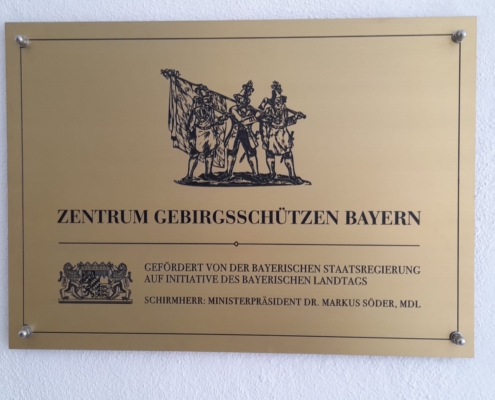 ZENTRUM GEBIRGSSCHÜTZEN BAYERN
GEFÖRDERT VON DER BAYERISCHEN STAATSREGIERUNG
AUF INITIATIVE DES BAYERISCHEN LANDTAGS
SCHIRMHERR: MINISTERPRÄSIDENT DR. MARKUS SÖDER, MDL